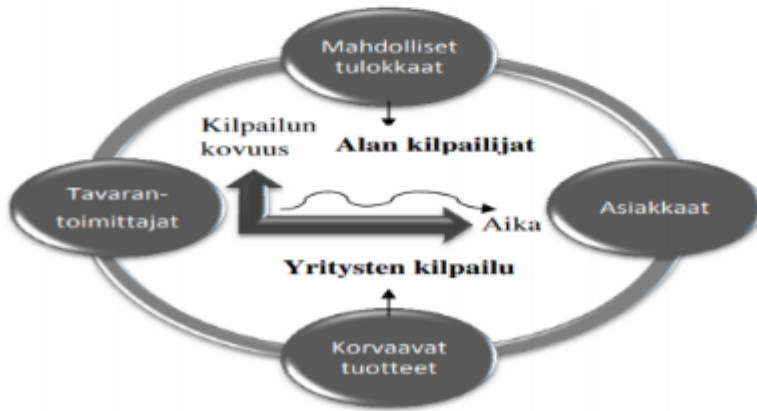 Mahdolliset
tulokkaat
Kilpailun
kovuus
Alan kilpailijat
Tavaran-
toimittajat
Asiakkaat
Aika
Yritysten kilpailu
Korvaavat
tuotteet